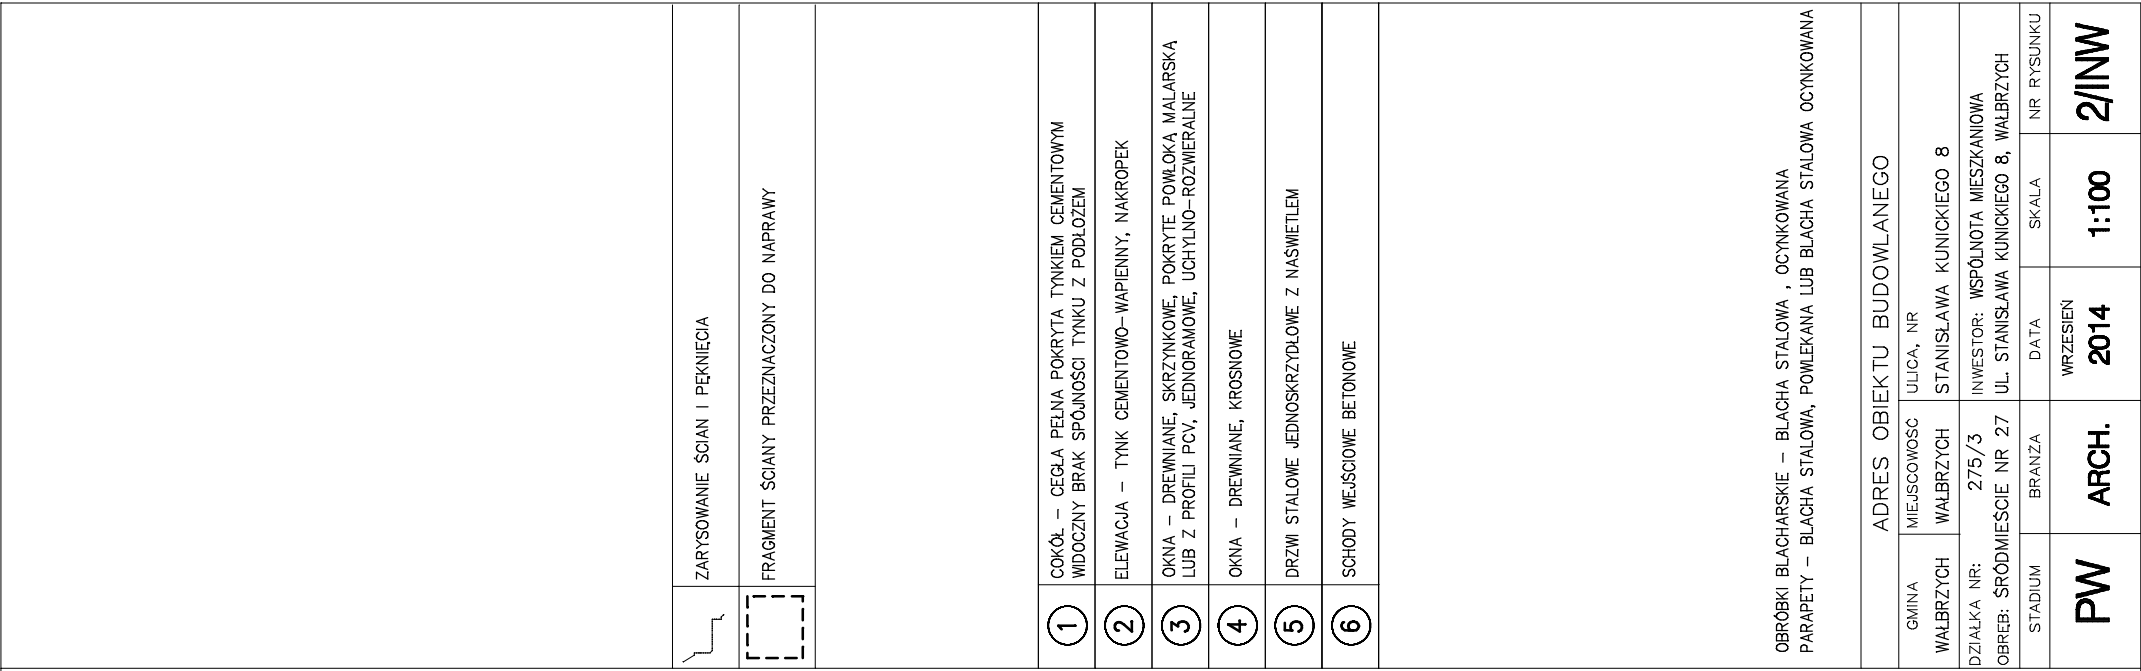 ZARYSOWANIE ŚCIAN I PĘKNIĘCIA
FRAGMENT ŚCIANY PRZEZNACZONY DO NAPRAWY
1
COKÓŁ – CEGŁA PEŁNA POKRYTA TYNKIEM CEMENTOWYM
WIDOCZNY BRAK SPÓJNOŚCI TYNKU Z PODŁOŻEM
2
ELEWACJA – TYNK CEMENTOWO–WAPIENNY, NAKROPEK
3
OKNA – DREWNIANE, SKRZYNKOWE, POKRYTE POWŁOKĄ MALARSKĄ
LUB Z PROFILI PCV, JEDNORAMOWE, UCHYLNO–ROZWIERALNE
4
OKNA – DREWNIANE, KROSNOWE
5
DRZWI STALOWE JEDNOSKRZYDŁOWE Z NAŚWIETLEM
6
SCHODY WEJŚCIOWE BETONOWE
OBRÓBKI BLACHARSKIE – BLACHA STALOWA , OCYNKOWANA
PARAPETY – BLACHA STALOWA, POWLEKANA LUB BLACHA STALOWA OCYNKOWANA
ADRES OBIEKTU BUDOWLANEGO
GMINA
WAŁBRZYCH
MIEJSCOWOŚĆ
WAŁBRZYCH
ULICA, NR
STANISŁAWA KUNICKIEGO 8
DZIAŁKA NR: 275/3
OBRĘB: ŚRÓDMIEŚCIE NR 27
INWESTOR: WSPÓLNOTA MIESZKANIOWA
UL. STANISŁAWA KUNICKIEGO 8, WAŁBRZYCH
STADIUM
PW
BRANŻA
ARCH.
DATA
WRZESIEŃ
2014
SKALA
1:100
NR RYSUNKU
2/INW